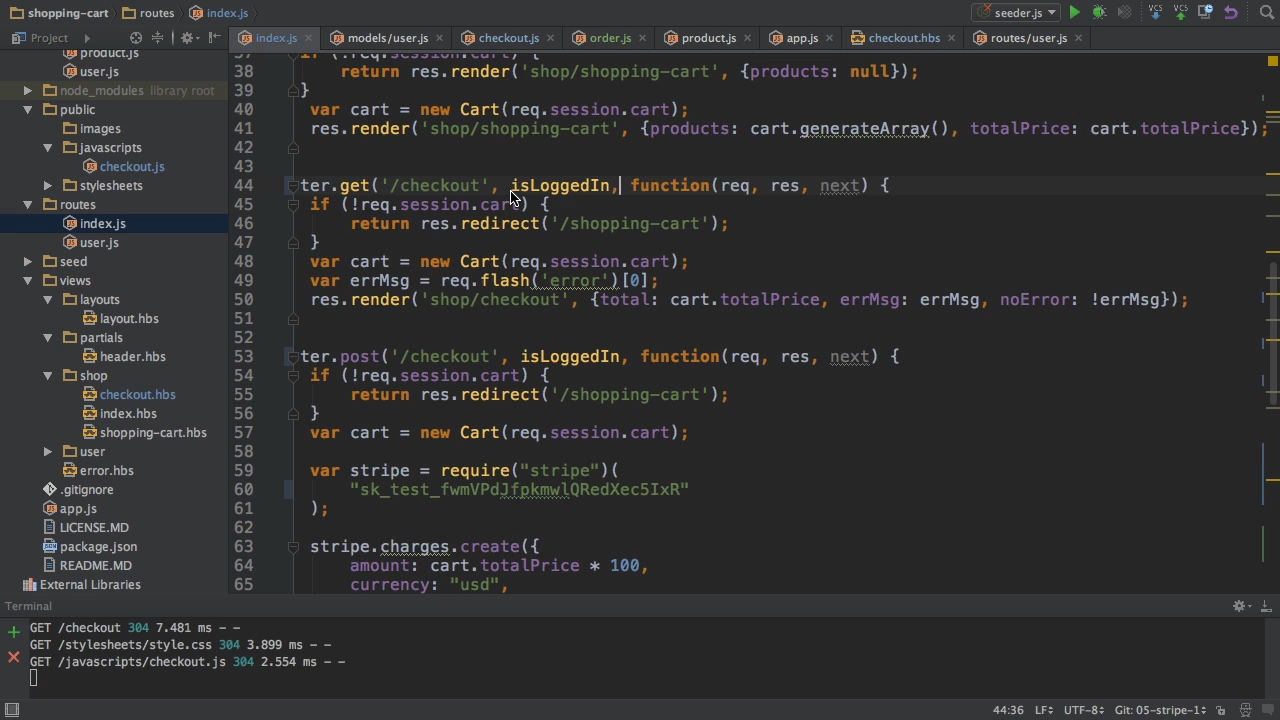 shopping-cart routes index.js seeder.js VCS VCS
Project index.js models/user.js checkout.js order.js product.js app.js checkout.hbs routes/user.js
product.js
user.js
node_modules library root
public
images
javascripts
checkout.js
stylesheets
routes
index.js
user.js
seed
views
layouts
layout.hbs
partials
header.hbs
shop
checkout.hbs
index.hbs
shopping-cart.hbs
user
error.hbs
.gitignore
app.js
LICENSE.MD
package.json
README.MD
External Libraries
37 if (!req.session.cart) {
38 return res.render('shop/shopping-cart', {products: null});
39 }
40 var cart = new Cart(req.session.cart);
41 res.render('shop/shopping-cart', {products: cart.generateArray(), totalPrice: cart.totalPrice});
42
43
44 ter.get('/checkout', isLoggedIn, function(req, res, next) {
45 if (!req.session.cart) {
46 return res.redirect('/shopping-cart');
47 }
48 var cart = new Cart(req.session.cart);
49 var errMsg = req.flash('error')[0];
50 res.render('shop/checkout', {total: cart.totalPrice, errMsg: errMsg, noError: !errMsg});
51
52
53 ter.post('/checkout', isLoggedIn, function(req, res, next) {
54 if (!req.session.cart) {
55 return res.redirect('/shopping-cart');
56 }
57 var cart = new Cart(req.session.cart);
58
59 var stripe = require("stripe")(
60 "sk_test_fwmVPdJfpkmwlQRedXec5IxR"
61 );
62
63 stripe.charges.create({
64 amount: cart.totalPrice * 100,
65 currency: "usd",
Terminal
GET /checkout 304 7.481 ms - -
GET /stylesheets/style.css 304 3.899 ms - -
GET /javascripts/checkout.js 304 2.554 ms - -
44:36 LF UTF-8 Git: 05-stripe-1